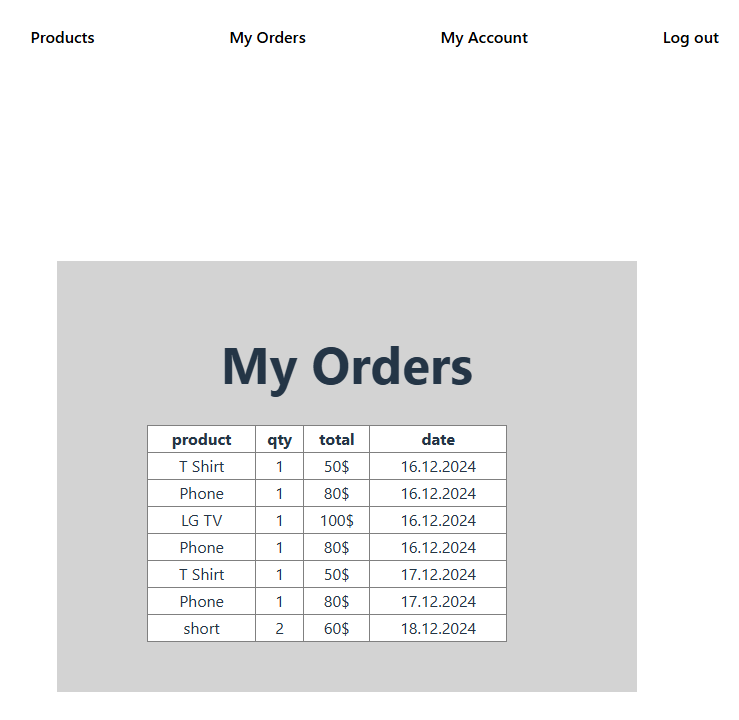 Products My Orders My Account Log out
My Orders
product qty total date
T Shirt 1 50$ 16.12.2024
Phone 1 80$ 16.12.2024
LG TV 1 100$ 16.12.2024
Phone 1 80$ 16.12.2024
T Shirt 1 50$ 17.12.2024
Phone 1 80$ 17.12.2024
short 2 60$ 18.12.2024